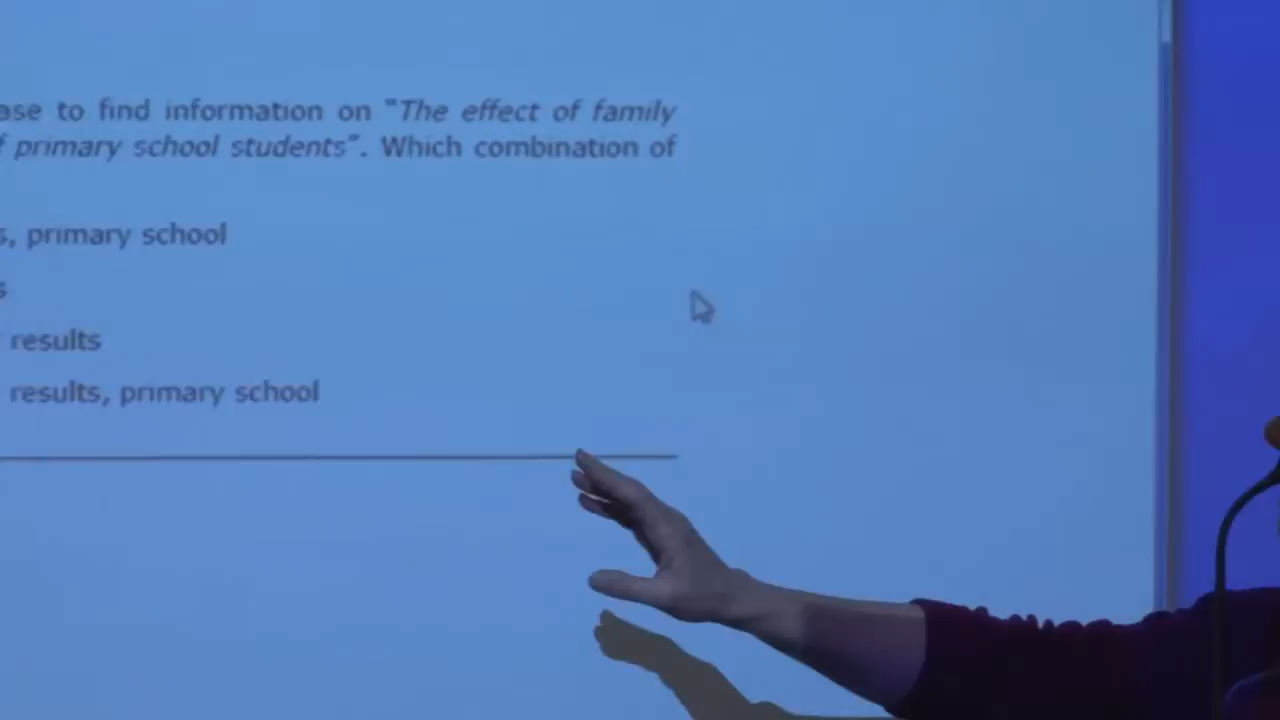 ase to find information on "The effect of family
f primary school students". Which combination of
s, primary school
s
results
results, primary school